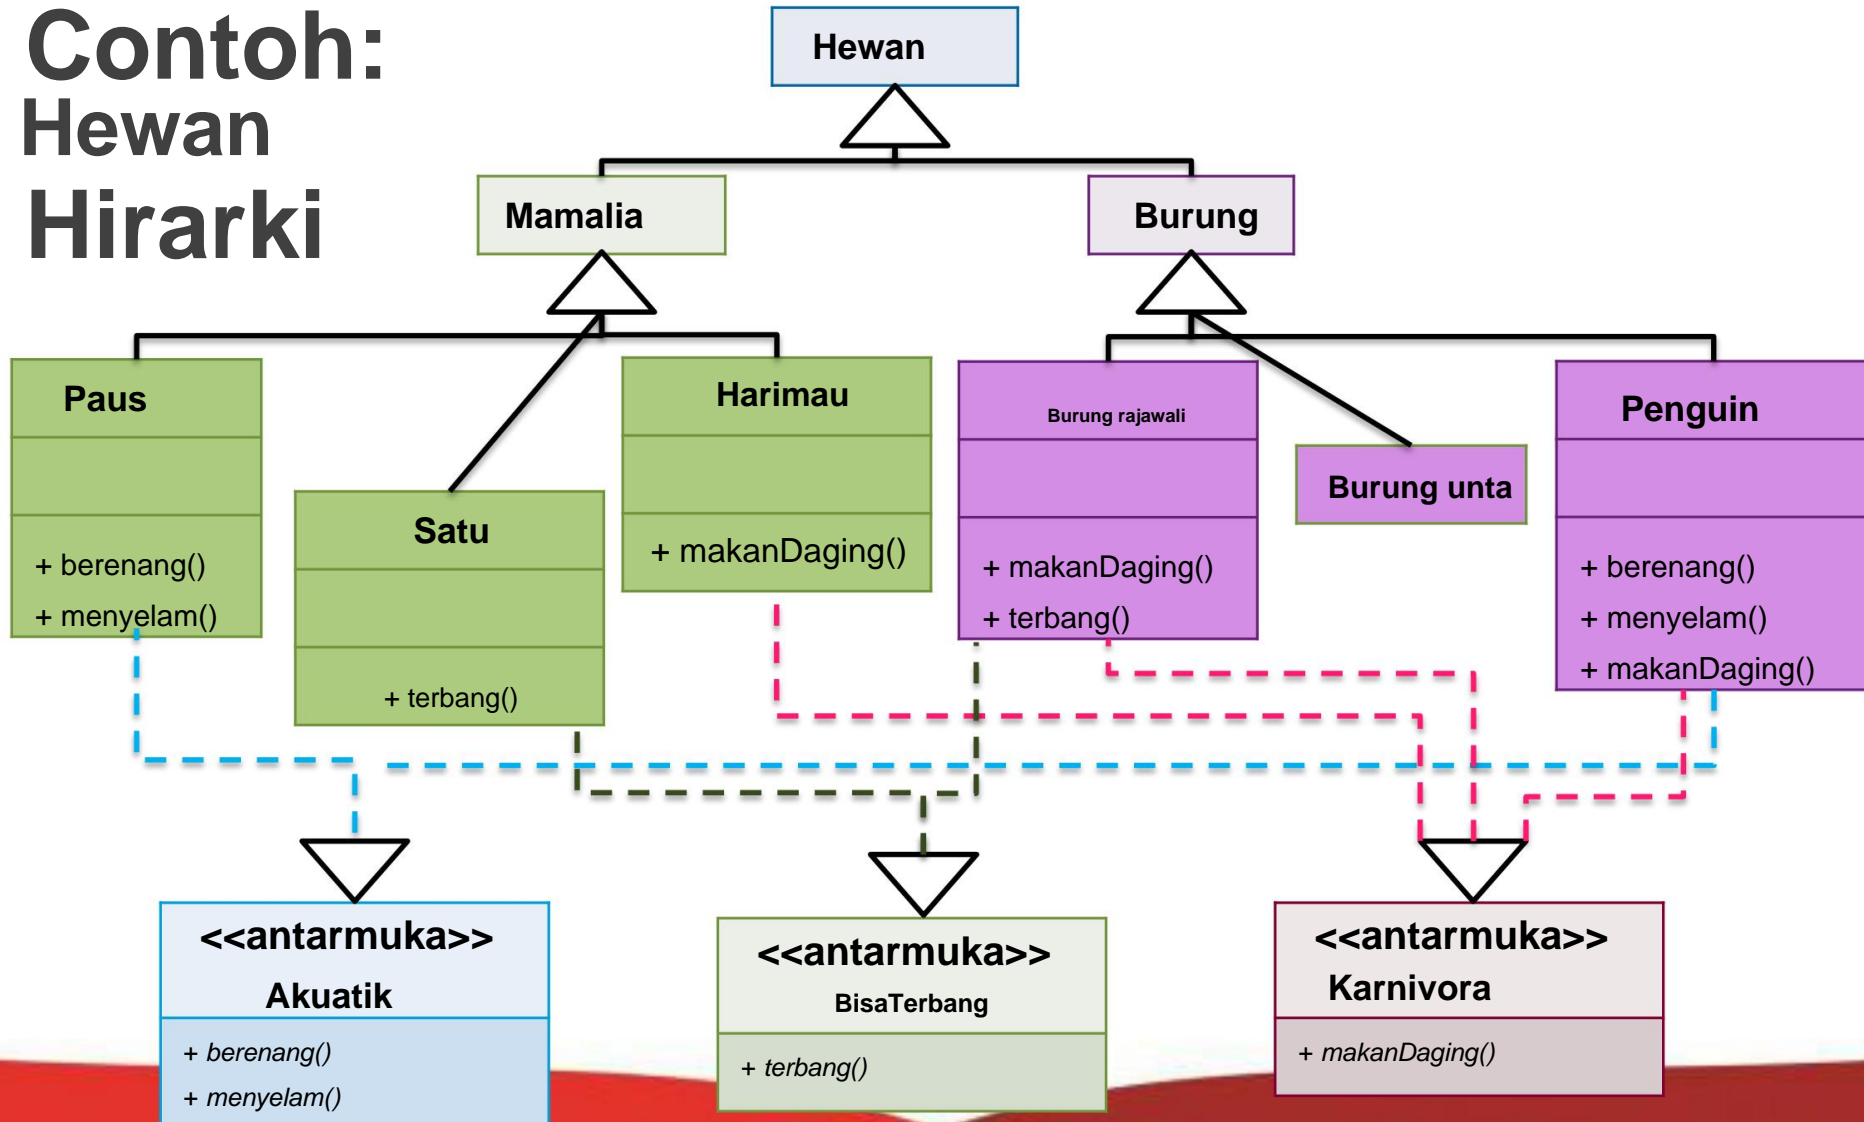 Contoh:
Hewan
Hirarki
Hewan
Mamalia
Burung
Paus
+ berenang()
+ menyelam()
Satu
+ terbang()
Harimau
+ makanDaging()
Burung rajawali
+ makanDaging()
+ terbang()
Burung unta
Penguin
+ berenang()
+ menyelam()
+ makanDaging()
<<antarmuka>>
Akuatik
+ berenang()
+ menyelam()
<<antarmuka>>
BisaTerbang
+ terbang()
<<antarmuka>>
Karnivora
+ makanDaging()